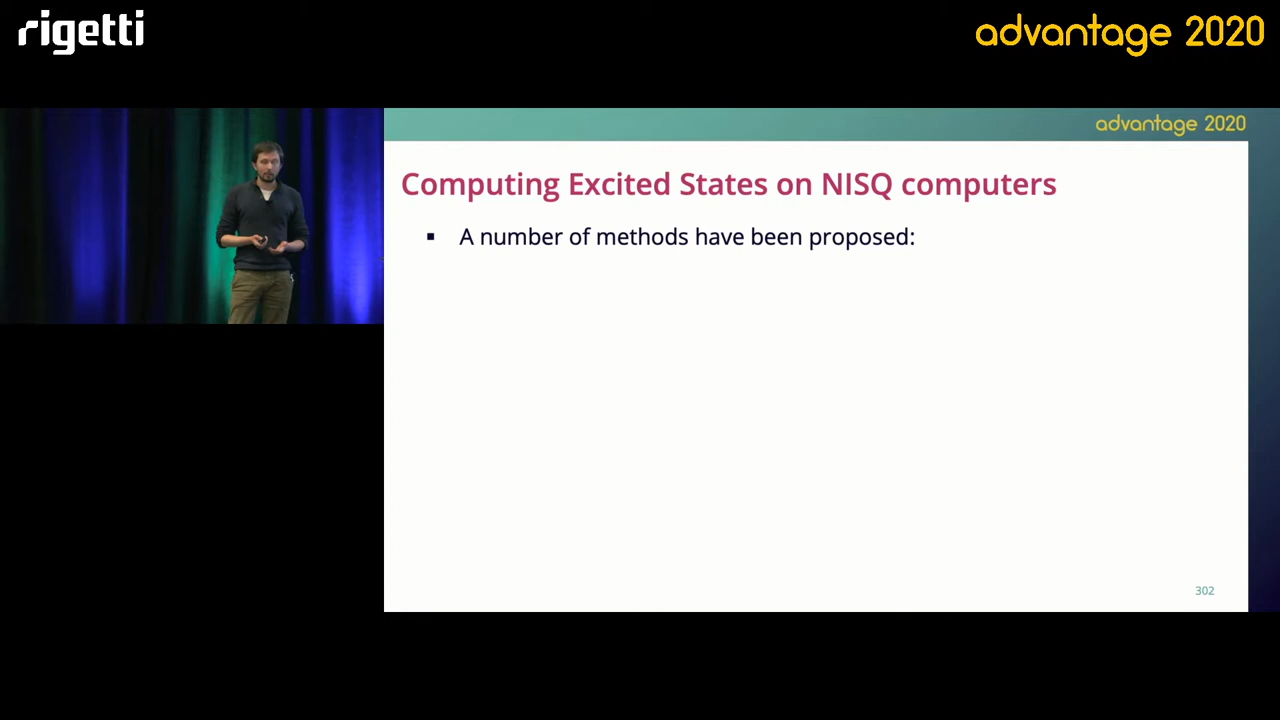 rigetti
advantage 2020
advantage 2020
Computing Excited States on NISQ computers
▪ A number of methods have been proposed:
302